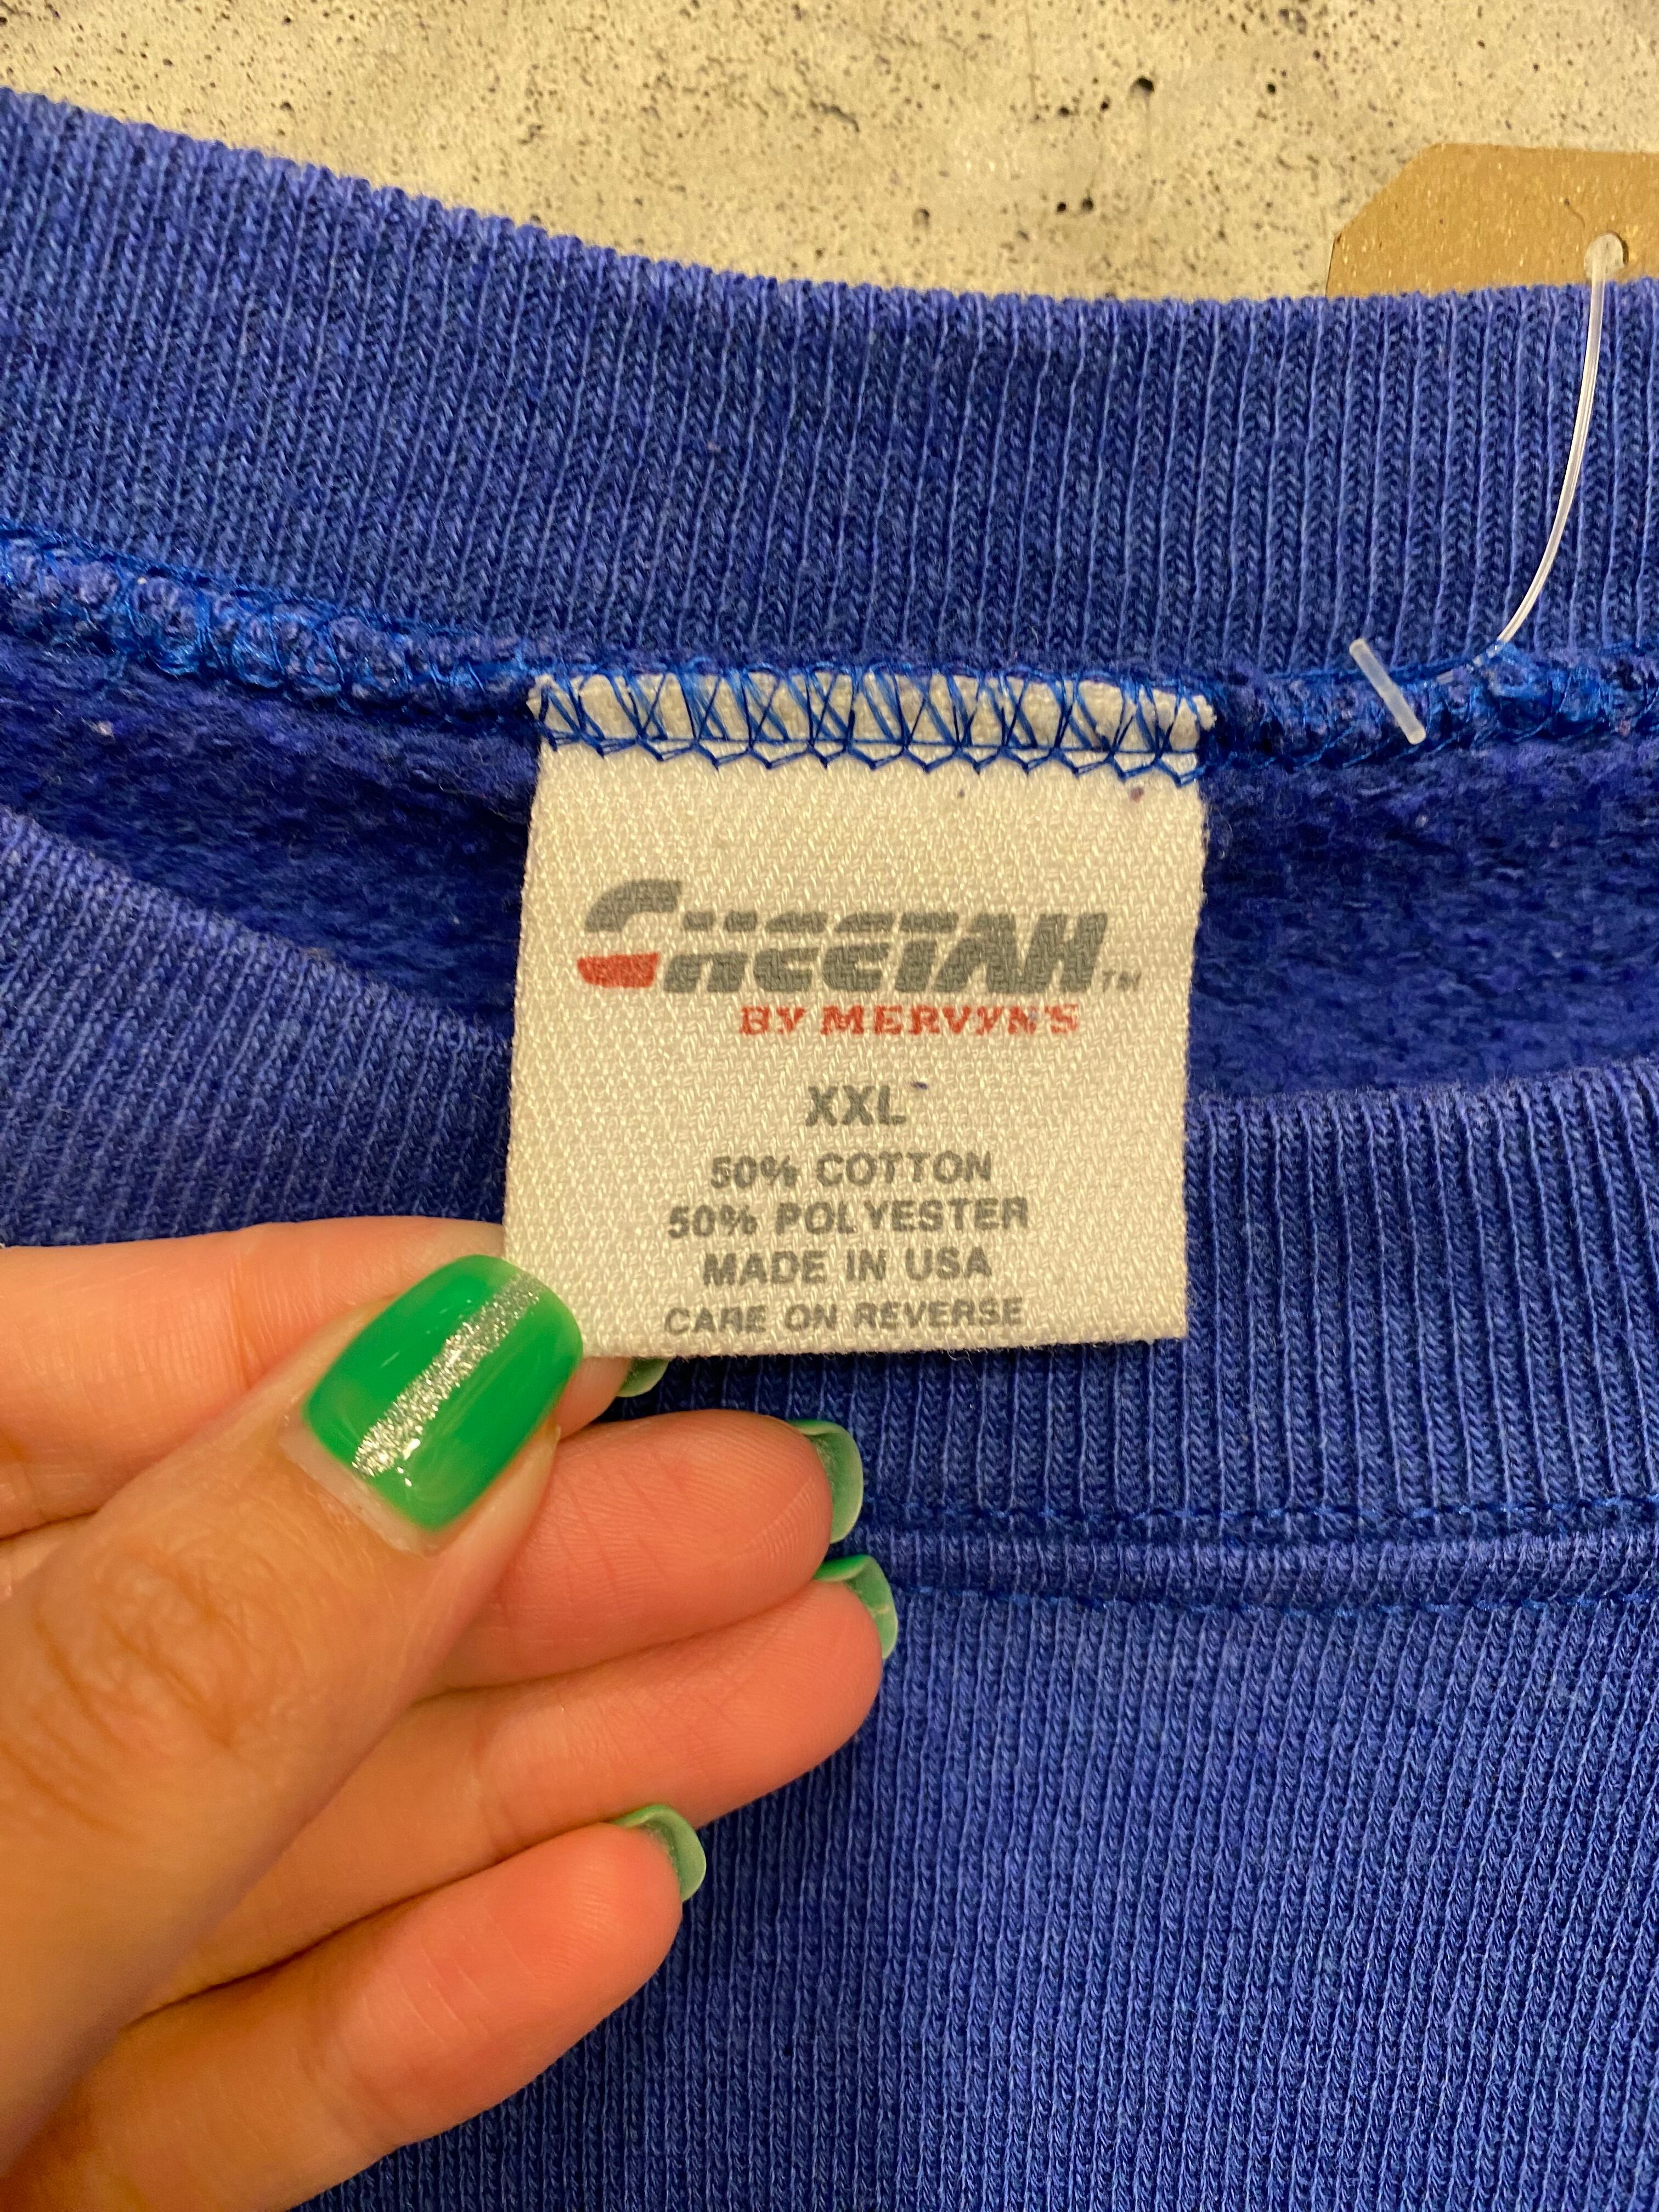 CHEETAH™
BY MERVYN'S
XXL
50% COTTON
50% POLYESTER
MADE IN USA
CARE ON REVERSE